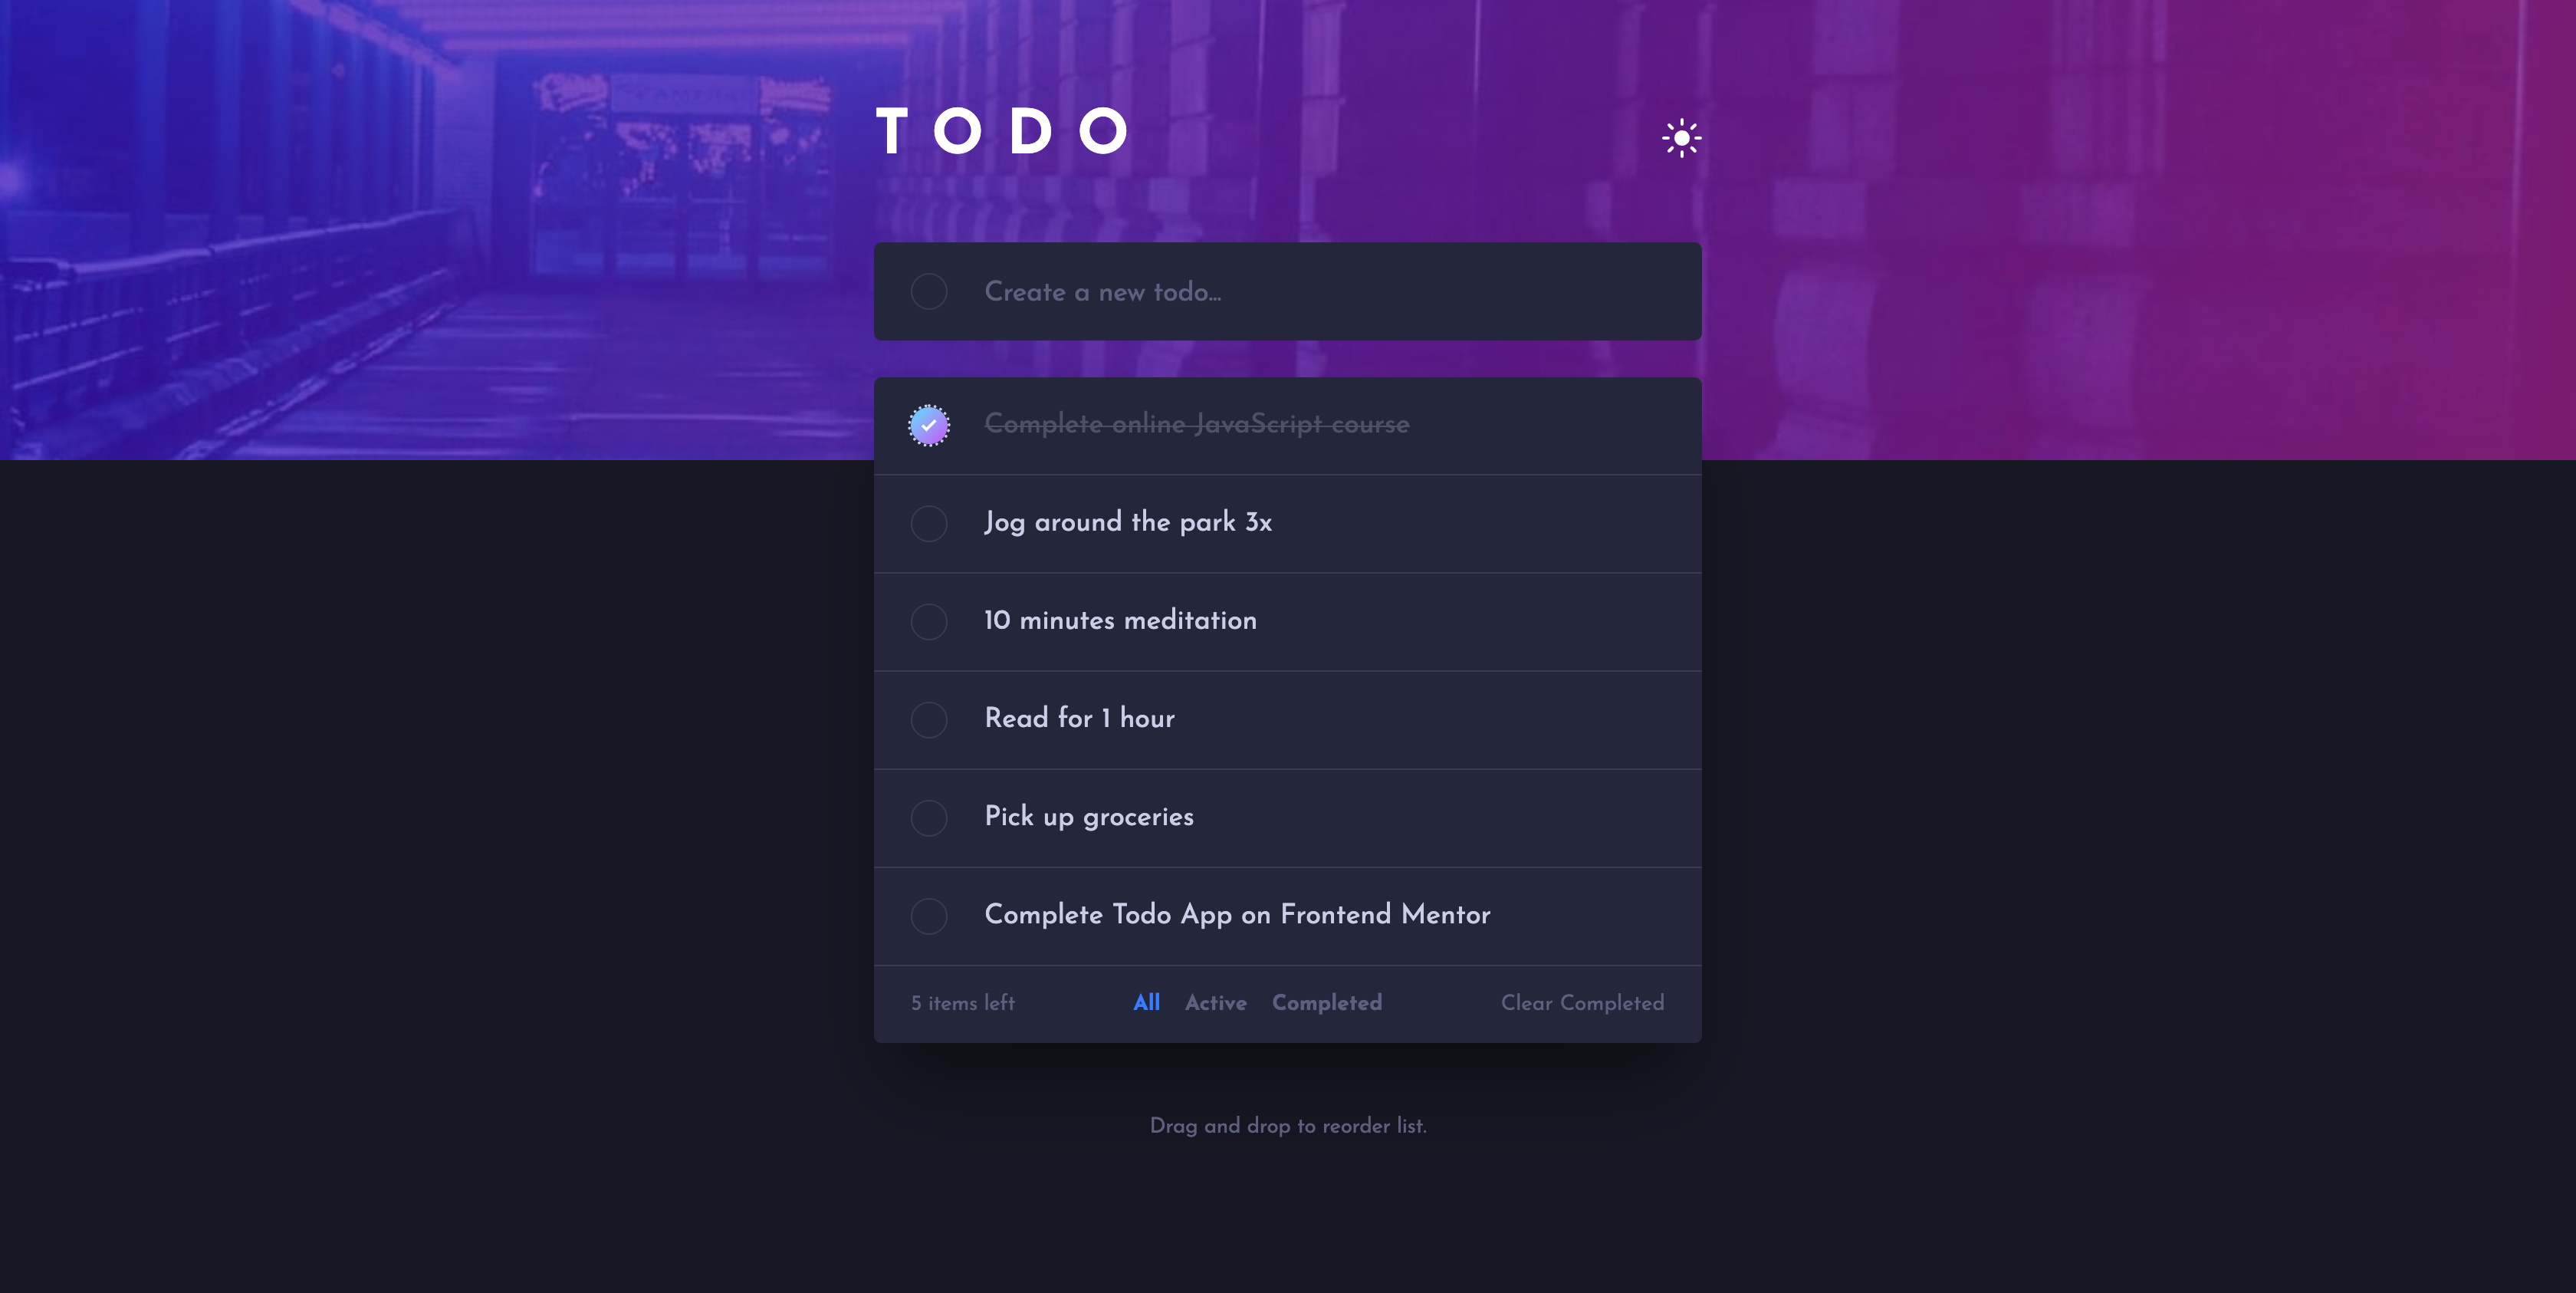 TODO
Create a new todo...
Complete online JavaScript course
Jog around the park 3x
10 minutes meditation
Read for 1 hour
Pick up groceries
Complete Todo App on Frontend Mentor
5 items left All Active Completed Clear Completed
Drag and drop to reorder list.